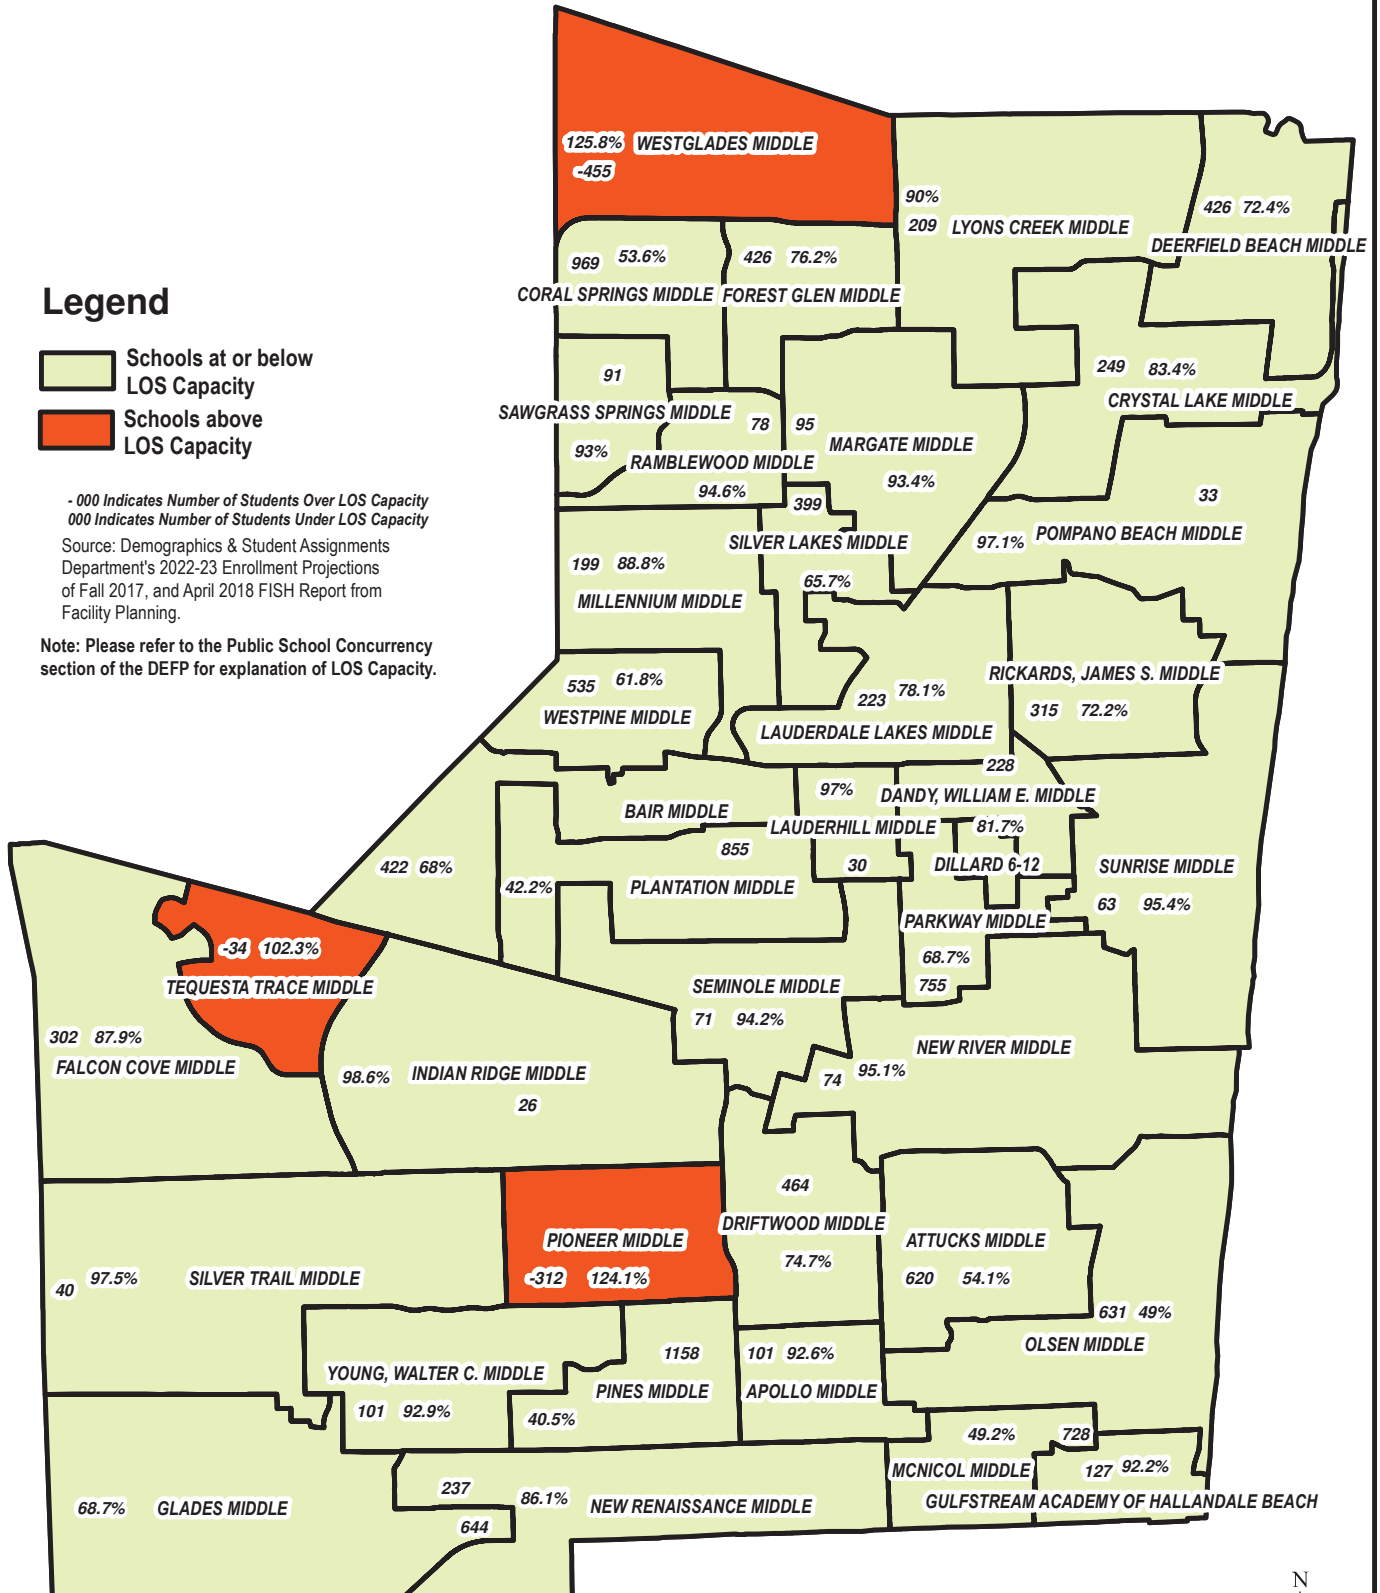 125.8% WESTGLADES MIDDLE
-455
90%
209 LYONS CREEK MIDDLE
426 72.4%
DEERFIELD BEACH MIDDLE
969 53.6%
CORAL SPRINGS MIDDLE
426 76.2%
FOREST GLEN MIDDLE
Legend
Schools at or below
LOS Capacity
Schools above
LOS Capacity
- 000 Indicates Number of Students Over LOS Capacity
000 Indicates Number of Students Under LOS Capacity
Source: Demographics & Student Assignments
Department's 2022-23 Enrollment Projections
of Fall 2017, and April 2018 FISH Report from
Facility Planning.
Note: Please refer to the Public School Concurrency
section of the DEFP for explanation of LOS Capacity.
91
SAWGRASS SPRINGS MIDDLE
93%
78
RAMBLEWOOD MIDDLE
94.6%
95
MARGATE MIDDLE
93.4%
249 83.4%
CRYSTAL LAKE MIDDLE
33
97.1% POMPANO BEACH MIDDLE
399
SILVER LAKES MIDDLE
65.7%
199 88.8%
MILLENNIUM MIDDLE
535 61.8%
WESTPINE MIDDLE
223 78.1%
LAUDERDALE LAKES MIDDLE
RICKARDS, JAMES S. MIDDLE
315 72.2%
228
DANDY, WILLIAM E. MIDDLE
81.7%
97%
LAUDERHILL MIDDLE
30
BAIR MIDDLE
422 68%
855
42.2% PLANTATION MIDDLE
DILLARD 6-12
SUNRISE MIDDLE
63 95.4%
PARKWAY MIDDLE
68.7%
755
-34 102.3%
TEQUESTA TRACE MIDDLE
SEMINOLE MIDDLE
71 94.2%
302 87.9%
FALCON COVE MIDDLE
98.6% INDIAN RIDGE MIDDLE
26
NEW RIVER MIDDLE
74 95.1%
464
DRIFTWOOD MIDDLE
74.7%
PIONEER MIDDLE
-312 124.1%
ATTUCKS MIDDLE
620 54.1%
40 97.5% SILVER TRAIL MIDDLE
631 49%
OLSEN MIDDLE
YOUNG, WALTER C. MIDDLE
101 92.9%
1158
PINES MIDDLE
40.5%
101 92.6%
APOLLO MIDDLE
49.2% 728
MCNICOL MIDDLE
127 92.2%
GULFSTREAM ACADEMY OF HALLANDALE BEACH
68.7% GLADES MIDDLE
644
237
86.1% NEW RENAISSANCE MIDDLE
N